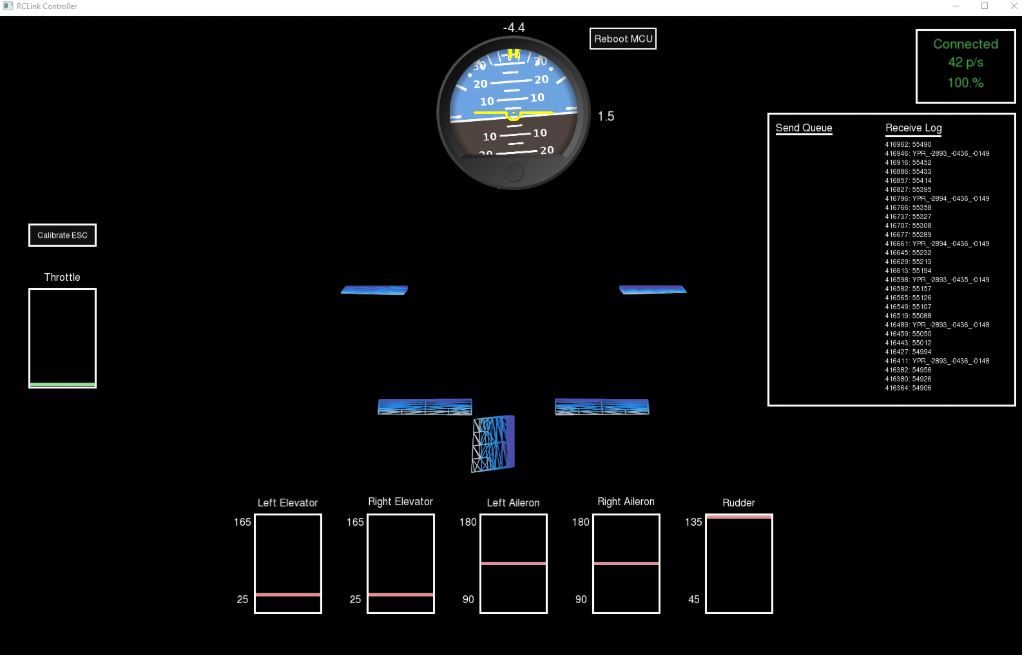 RCLink Controller
-4.4
Reboot MCU
Connected
42 p/s
100.%
30 30
20 20
10 10
1.5
10 10
20 20
Send Queue
Receive Log
416962: 55490
416946: YPR_-2893_-0436_-0149
416916: 55452
416886: 55433
416857: 55414
416827: 55395
416796: YPR_-2894_-0436_-0149
416766: 55358
416737: 55327
416707: 55308
416677: 55289
416661: YPR_-2894_-0436_-0149
416645: 55232
416629: 55213
416613: 55194
416598: YPR_-2893_-0435_-0149
416582: 55157
416565: 55126
416549: 55107
416519: 55088
416489: YPR_-2893_-0436_-0148
416459: 55050
416443: 55012
416427: 54994
416411: YPR_-2893_-0436_-0148
416382: 54956
416380: 54926
416364: 54906
Calibrate ESC
Throttle
Left Elevator
165
25
Right Elevator
165
25
Left Aileron
180
90
Right Aileron
180
90
Rudder
135
45